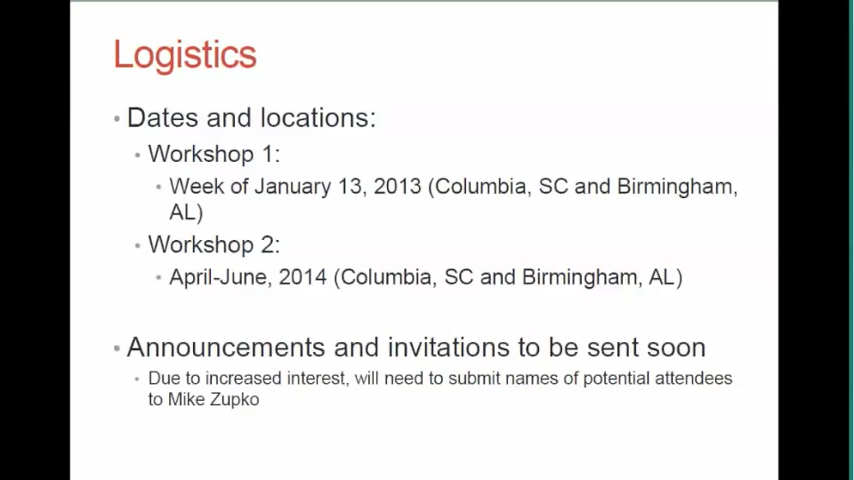 Logistics
• Dates and locations:
• Workshop 1:
• Week of January 13, 2013 (Columbia, SC and Birmingham,
AL)
• Workshop 2:
• April-June, 2014 (Columbia, SC and Birmingham, AL)
• Announcements and invitations to be sent soon
• Due to increased interest, will need to submit names of potential attendees
to Mike Zupko